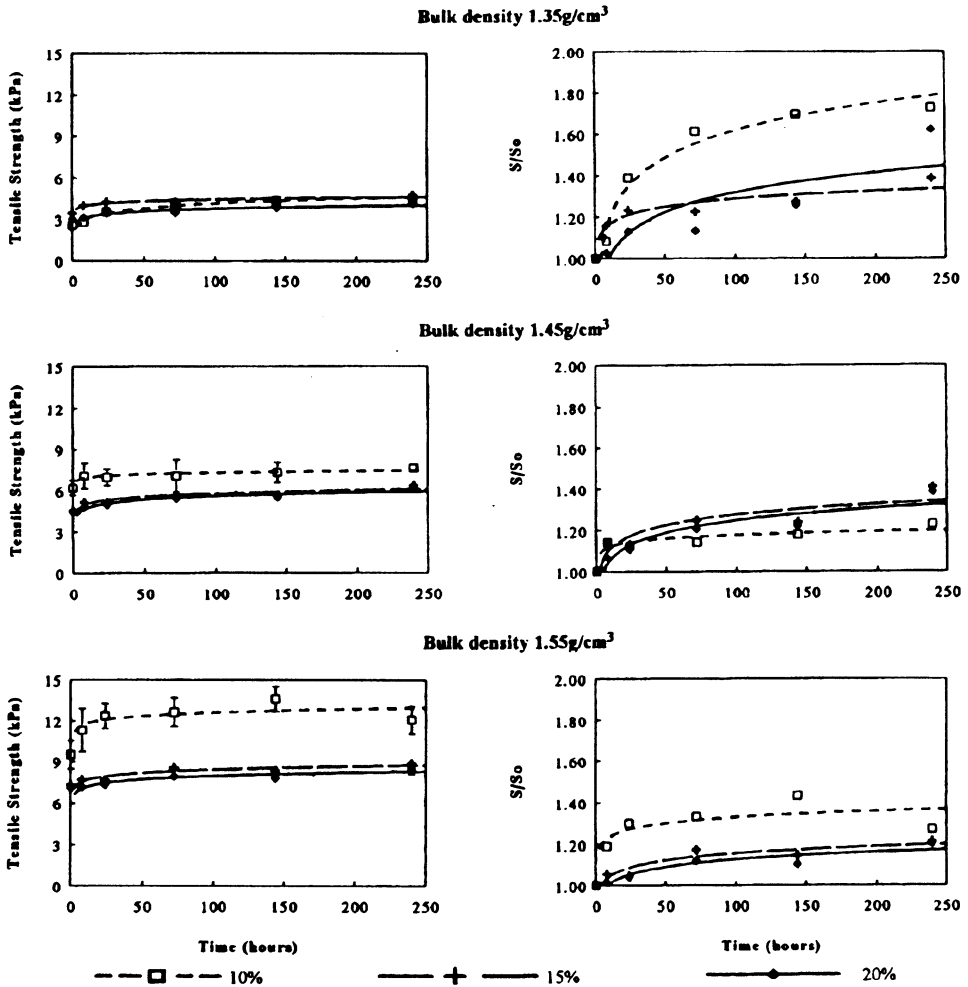 Bulk density 1.35g/cm³
Tensile Strength (kPa)
15
12
9
6
3
0
0 50 100 150 200 250
S/So
2.00
1.80
1.60
1.40
1.20
1.00
0 50 100 150 200 250
Bulk density 1.45g/cm³
Tensile Strength (kPa)
15
12
9
6
3
0
0 50 100 150 200 250
S/So
2.00
1.80
1.60
1.40
1.20
1.00
0 50 100 150 200 250
Bulk density 1.55g/cm³
Tensile Strength (kPa)
15
12
9
6
3
0
0 50 100 150 200 250
Time (hours)
S/So
2.00
1.80
1.60
1.40
1.20
1.00
0 50 100 150 200 250
Time (hours)
10% 15% 20%